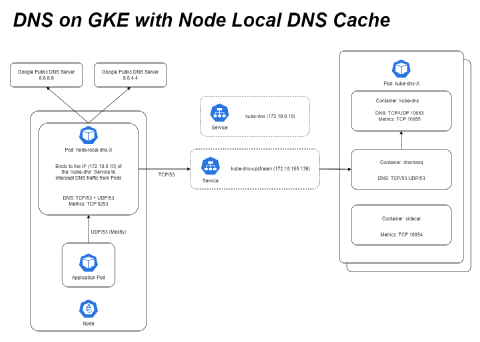 DNS on GKE with Node Local DNS Cache
Google Public DNS Server
8.8.8.8
Google Public DNS Server
8.8.4.4
Pod: node-local-dns-X
Binds to the IP (172.18.0.10) of
the 'kube-dns' Service to
intercept DNS traffic from Pods
DNS: TCP/53 + UDP/53
Metrics: TCP 9253
UDP/53 (Mostly)
Application Pod
Node
TCP/53
Service
kube-dns (172.18.0.10)
Service
kube-dns-upstream (172.18.165.136)
Pod: kube-dns-X
Container: kube-dns
DNS: TCP/UDP 10053
Metrics: TCP 10055
Container: dnsmasq
DNS: TCP/53 UDP/53
Container: sidecar
Metrics: TCP 10054